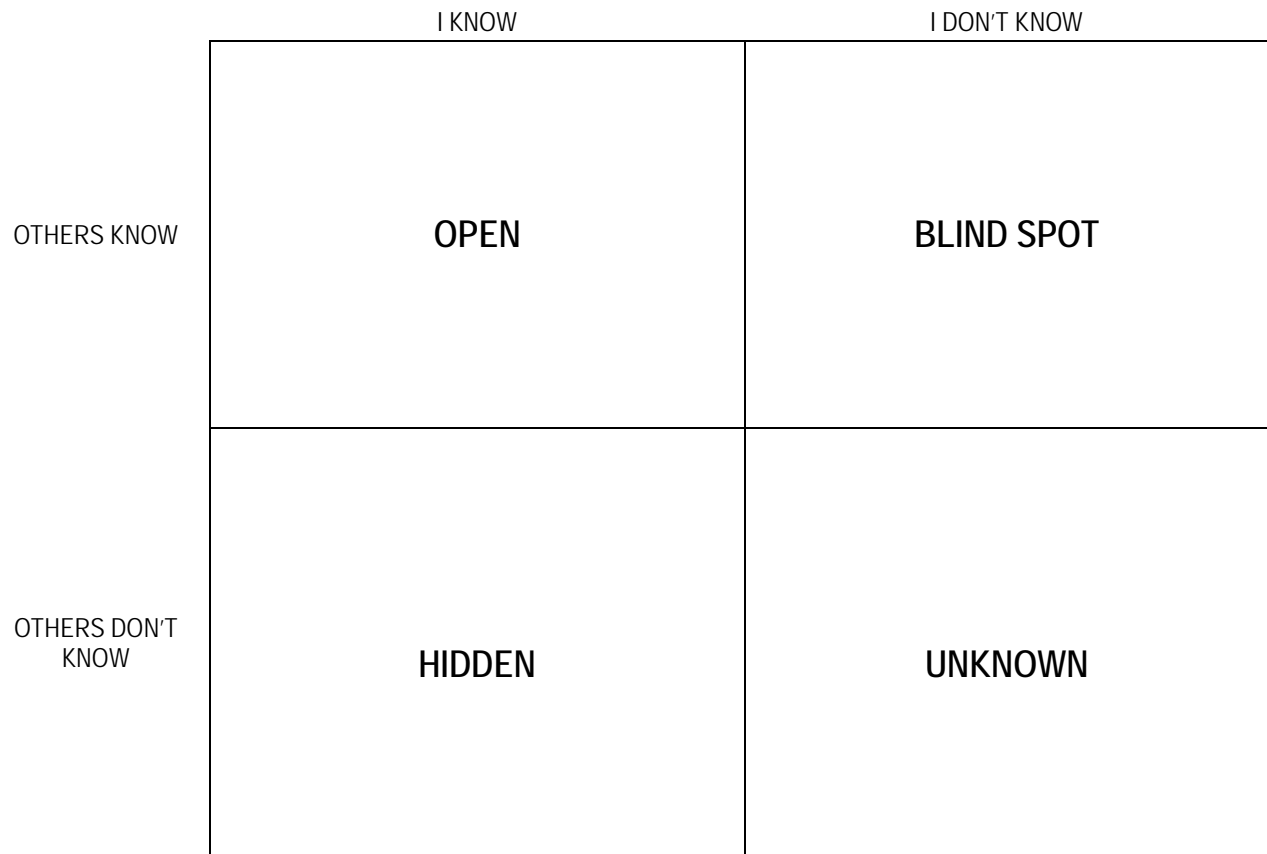 I KNOW
I DON'T KNOW
OTHERS KNOW
OPEN
BLIND SPOT
OTHERS DON'T
KNOW
HIDDEN
UNKNOWN